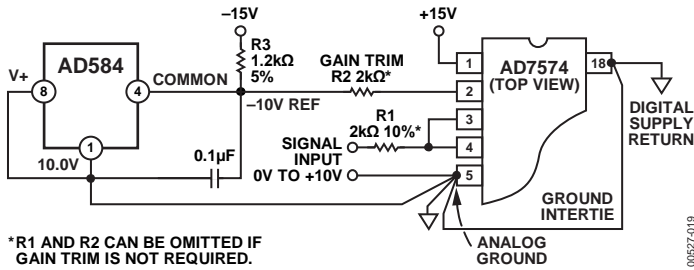 –15V
+15V
R3
1.2kΩ
5%
GAIN TRIM
R2 2kΩ*
AD584
V+
8
4
COMMON
–10V REF
1
10.0V
0.1µF
R1
2kΩ 10%*
SIGNAL
INPUT
0V TO +10V
AD7574
(TOP VIEW)
1
2
3
4
5
18
DIGITAL
SUPPLY
RETURN
GROUND
INTERTIE
ANALOG
GROUND
*R1 AND R2 CAN BE OMITTED IF
GAIN TRIM IS NOT REQUIRED.
00527-019